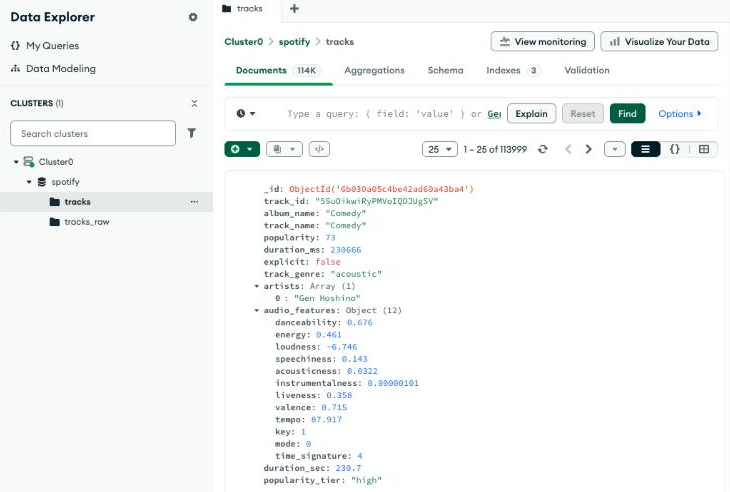 Data Explorer
My Queries
Data Modeling
CLUSTERS (1)
Search clusters
Cluster0
spotify
tracks
tracks_raw
tracks
Cluster0 > spotify > tracks
View monitoring
Visualize Your Data
Documents 114K Aggregations Schema Indexes 3 Validation
Type a query: { field: 'value' } or Ger Explain Reset Find Options
25 1 – 25 of 113999
_id: ObjectId('6b030a05c4be42ad60a43ba4')
track_id: "5SuOikwiRyPMVoIQDJUgSV"
album_name: "Comedy"
track_name: "Comedy"
popularity: 73
duration_ms: 230666
explicit: false
track_genre: "acoustic"
artists: Array (1)
0 : "Gen Hoshino"
audio_features: Object (12)
danceability: 0.676
energy: 0.461
loudness: -6.746
speechiness: 0.143
acousticness: 0.0322
instrumentalness: 0.00000101
liveness: 0.358
valence: 0.715
tempo: 87.917
key: 1
mode: 0
time_signature: 4
duration_sec: 230.7
popularity_tier: "high"